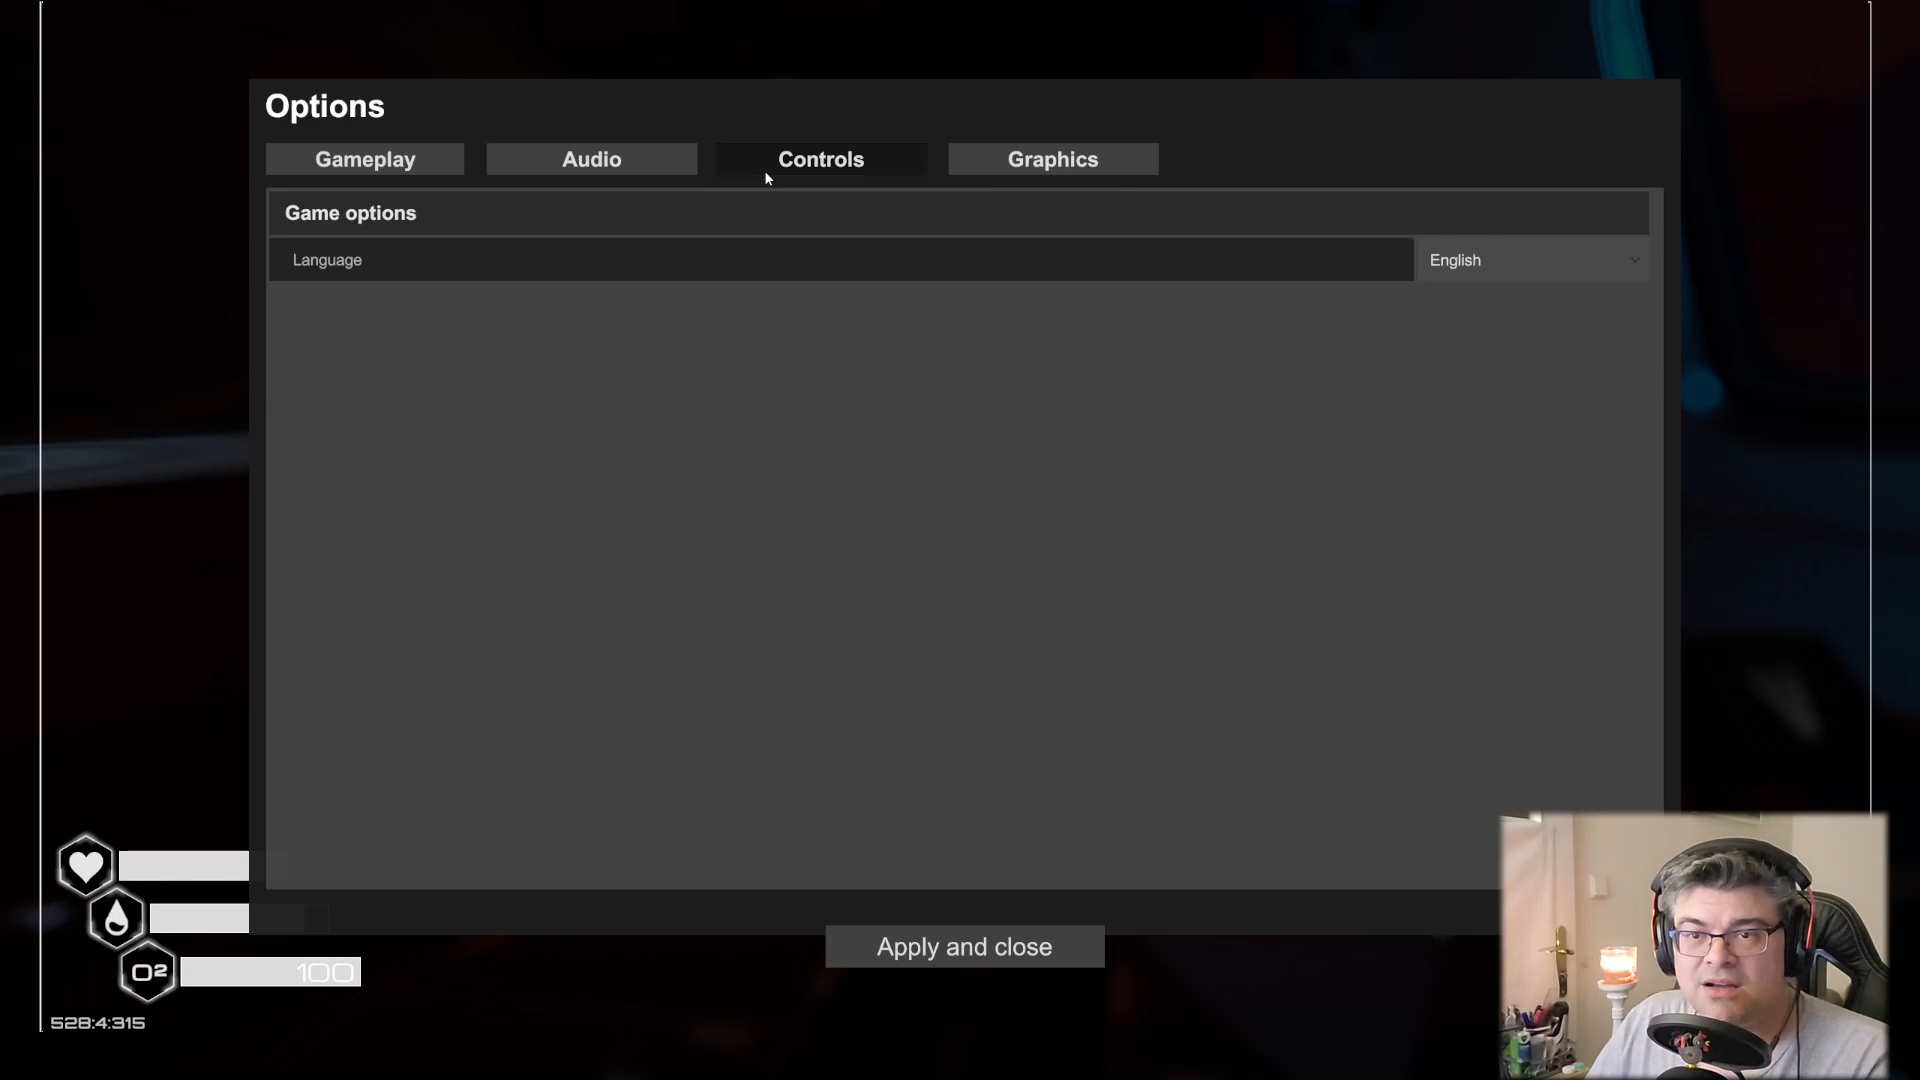 Options
Gameplay
Audio
Controls
Graphics
Game options
Language
English
Apply and close
O²
100
528:4:315